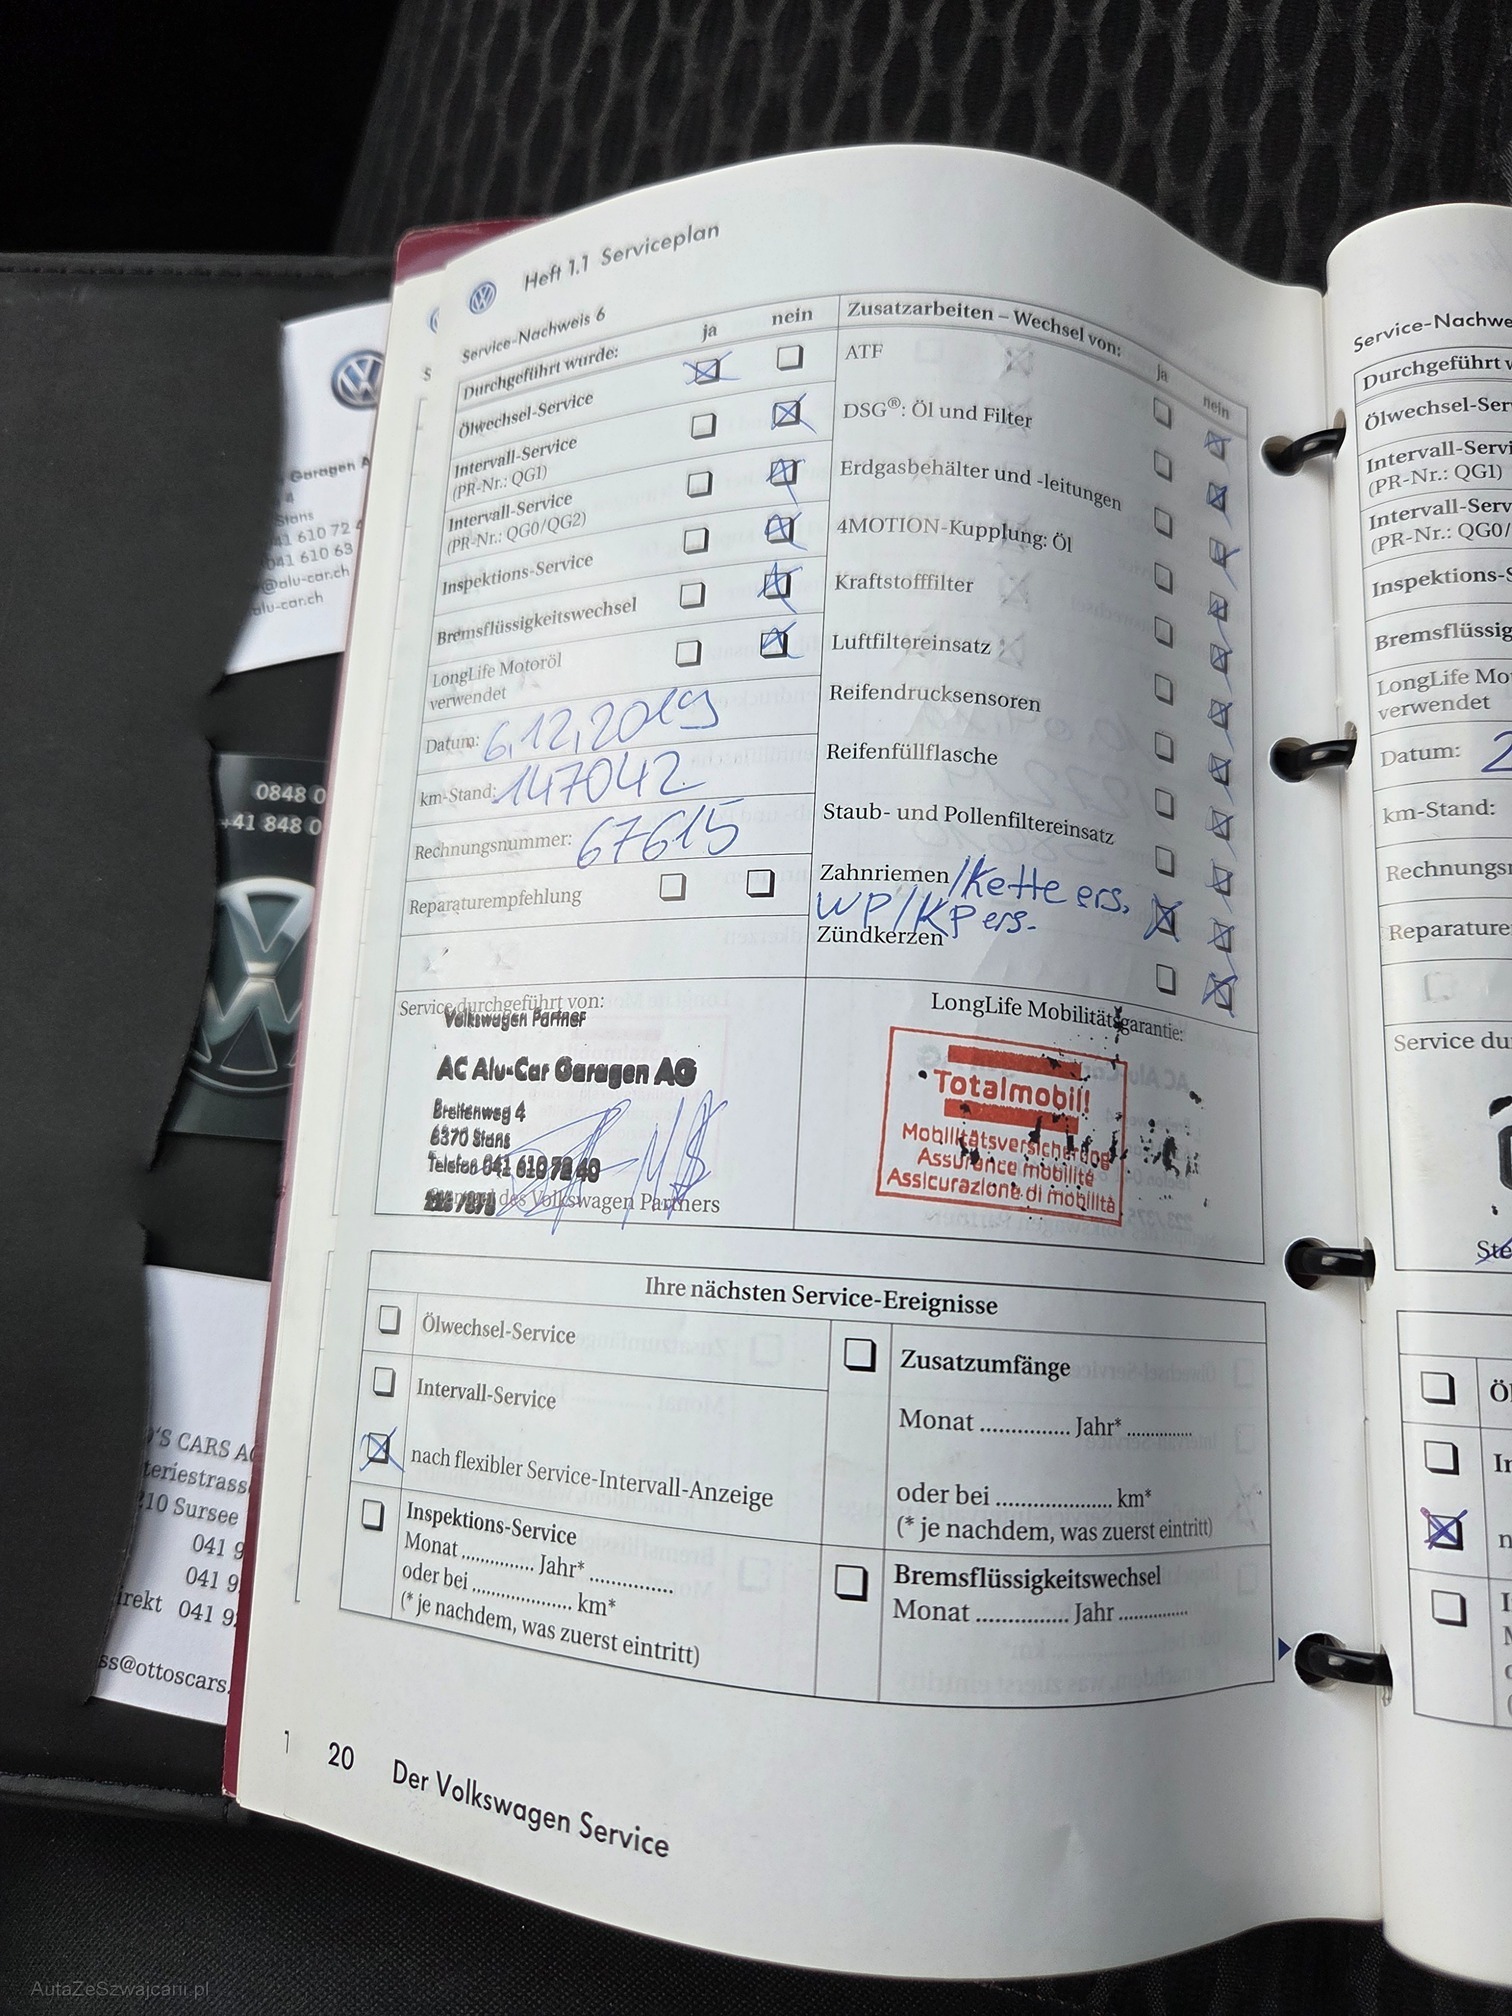 Heft 1.1 Serviceplan
Service-Nachweis 6
Durchgeführt wurde: ja nein
Ölwechsel-Service
Intervall-Service
(PR-Nr.: QG1)
Intervall-Service
(PR-Nr.: QG0/QG2)
Inspektions-Service
Bremsflüssigkeitswechsel
LongLife Motoröl
verwendet
Datum: 6.12.2019
km-Stand: 147042
Rechnungsnummer: 67615
Reparaturempfehlung
Zusatzarbeiten – Wechsel von: ja nein
ATF
DSG®: Öl und Filter
Erdgasbehälter und -leitungen
4MOTION-Kupplung: Öl
Kraftstofffilter
Luftfiltereinsatz
Reifendrucksensoren
Reifenfüllflasche
Staub- und Pollenfiltereinsatz
Zahnriemen /Kette ers.
WP/KP ers.
Zündkerzen
Service durchgeführt von:
Volkswagen Partner
AC Alu-Car Garagen AG
Breitenweg 4
6370 Stans
Telefon 041 610 72 40
des Volkswagen Partners
LongLife Mobilitätsgarantie:
Totalmobil!
Mobilitätsversicherung
Assurance mobilité
Assicurazione di mobilità
Ihre nächsten Service-Ereignisse
Ölwechsel-Service
Intervall-Service
nach flexibler Service-Intervall-Anzeige
Inspektions-Service
Monat .............. Jahr* ...............
oder bei .................... km*
(* je nachdem, was zuerst eintritt)
Zusatzumfänge
Monat ............... Jahr* ...............
oder bei .................... km*
(* je nachdem, was zuerst eintritt)
Bremsflüssigkeitswechsel
Monat ............... Jahr ...............
1
20 Der Volkswagen Service
Service-Nachwe
Durchgeführt w
Ölwechsel-Ser
Intervall-Servi
(PR-Nr.: QG1)
Intervall-Serv
(PR-Nr.: QG0/
Inspektions-S
Bremsflüssig
LongLife Mo
verwendet
Datum: 2
km-Stand:
Rechnungs
Reparature
Service du
Garagen A
Stans
041 610 63
@alu-car.ch
alu-car.ch
0848 0
+41 848 0
'S CARS AG
teriestrass
210 Sursee
041 9
041 9
irekt 041 9
ss@ottoscars.
AutaZeSzwajcarii.pl